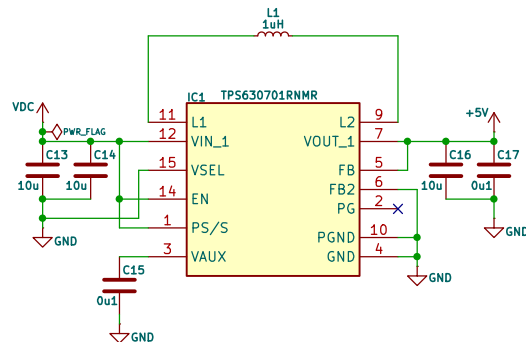 L1
1uH
IC1 TPS630701RNMR
VDC
PWR_FLAG
+5V
11 L1 L2 9
12 VIN_1 VOUT_1 7
C13 C14
15 VSEL FB 5
C16 C17
10u 10u
10u 0u1
FB2 6
14 EN
PG 2
1 PS/S
PGND 10
GND
GND
3 VAUX GND 4
C15
0u1
GND
GND